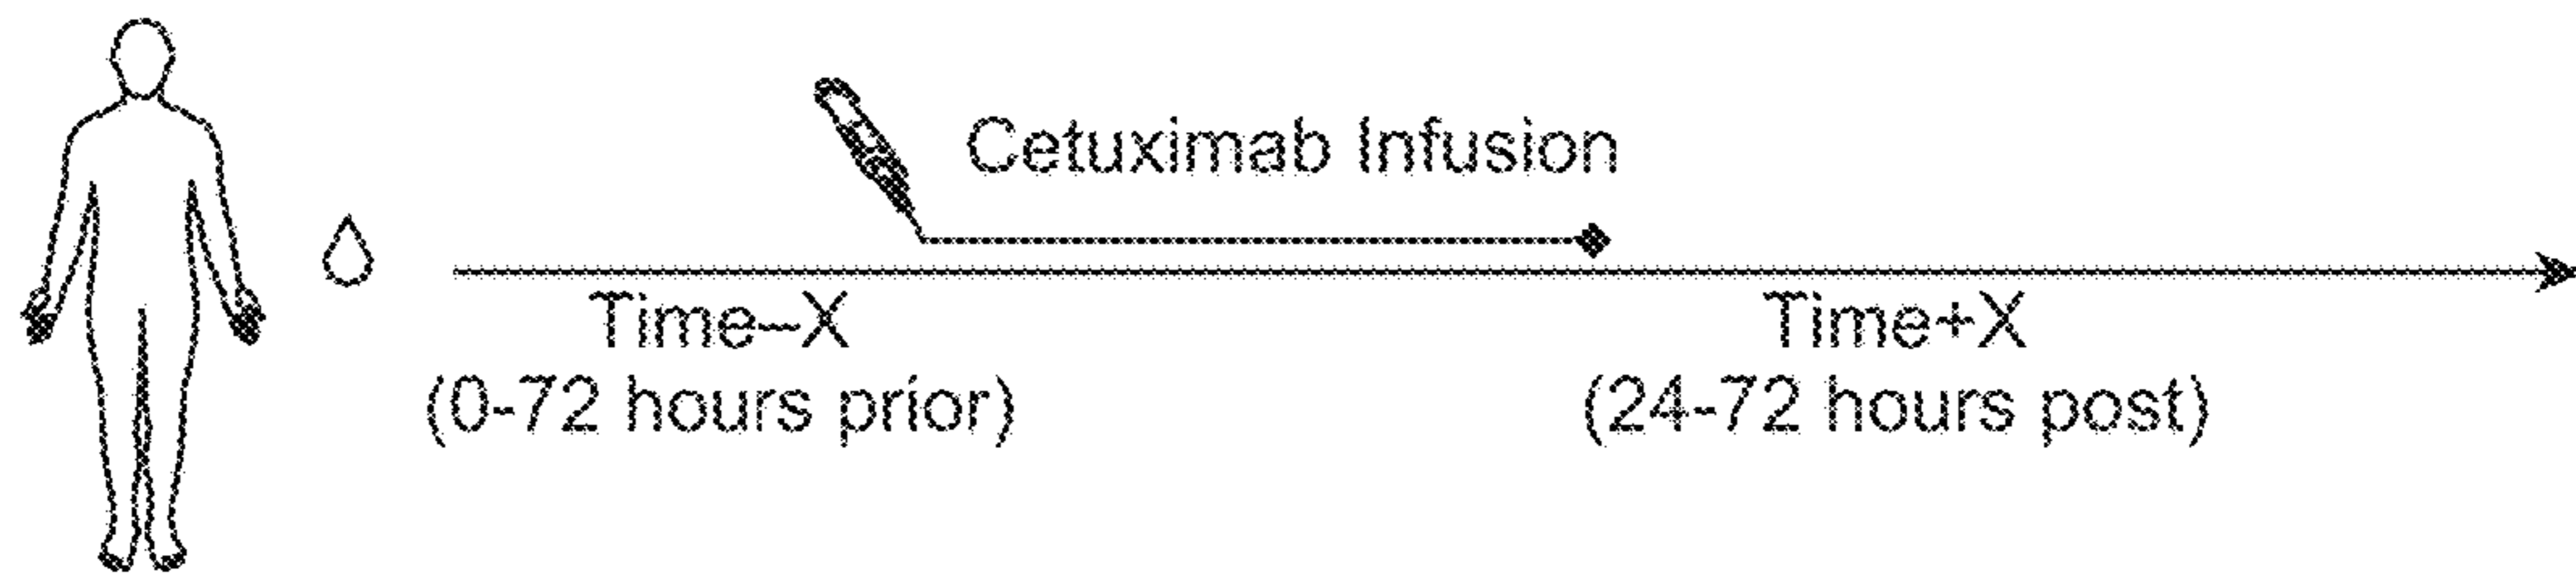 Cetuximab Infusion
Time–X
(0-72 hours prior)
Time+X
(24-72 hours post)